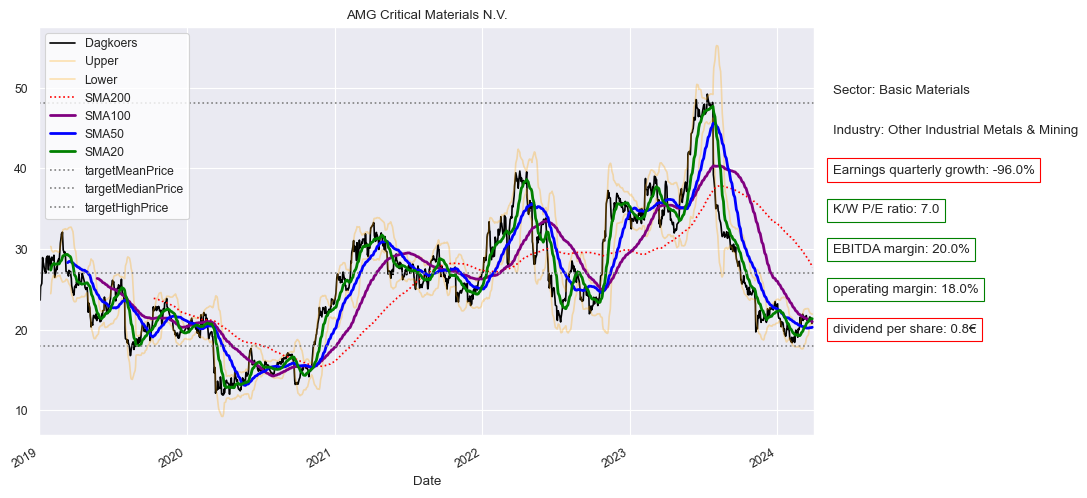 AMG Critical Materials N.V.
Dagkoers
Upper
Lower
SMA200
SMA100
SMA50
SMA20
targetMeanPrice
targetMedianPrice
targetHighPrice
50
40
30
20
10
2019
2020
2021
2022
2023
2024
Date
Sector: Basic Materials
Industry: Other Industrial Metals & Mining
Earnings quarterly growth: -96.0%
K/W P/E ratio: 7.0
EBITDA margin: 20.0%
operating margin: 18.0%
dividend per share: 0.8€